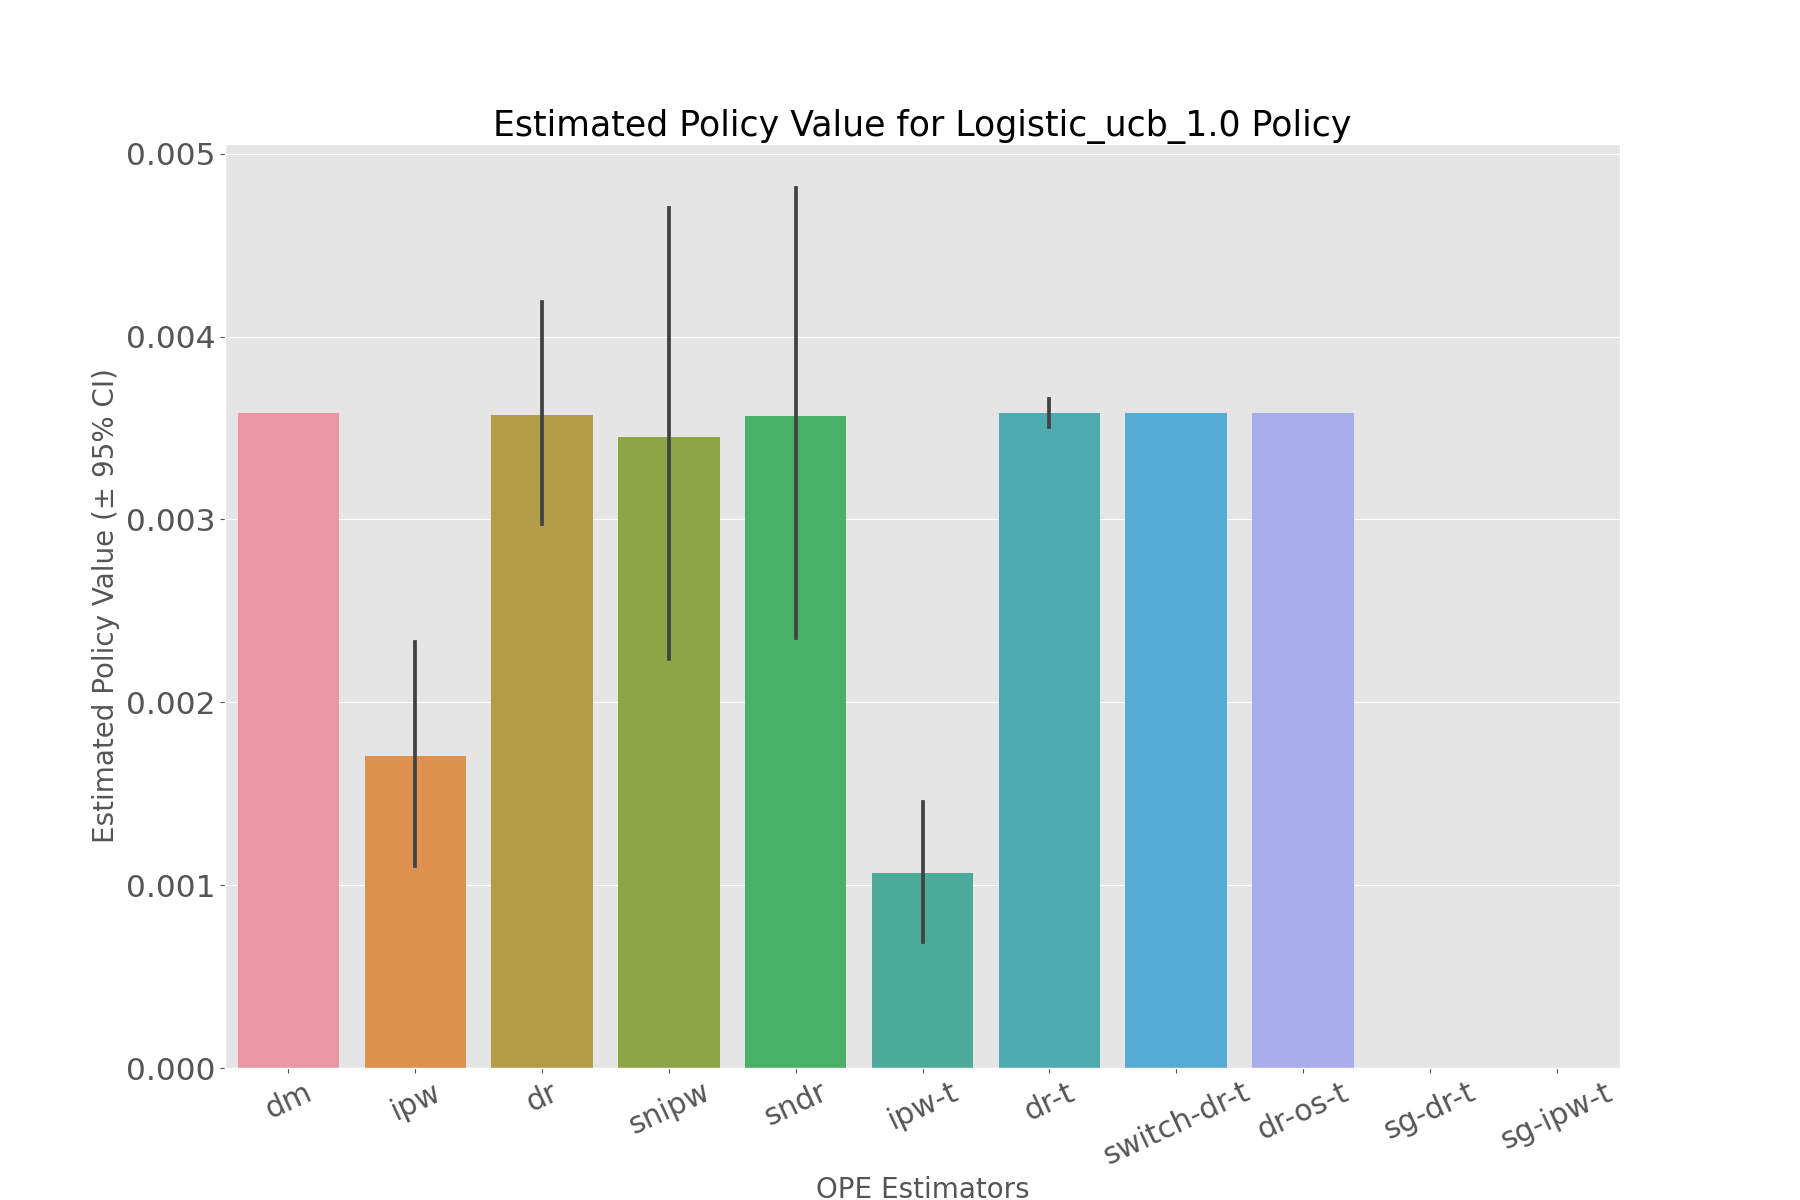 Estimated Policy Value for Logistic_ucb_1.0 Policy
Estimated Policy Value (± 95% CI)
0.005
0.004
0.003
0.002
0.001
0.000
dm
ipw
dr
snipw
sndr
ipw-t
dr-t
switch-dr-t
dr-os-t
sg-dr-t
sg-ipw-t
OPE Estimators